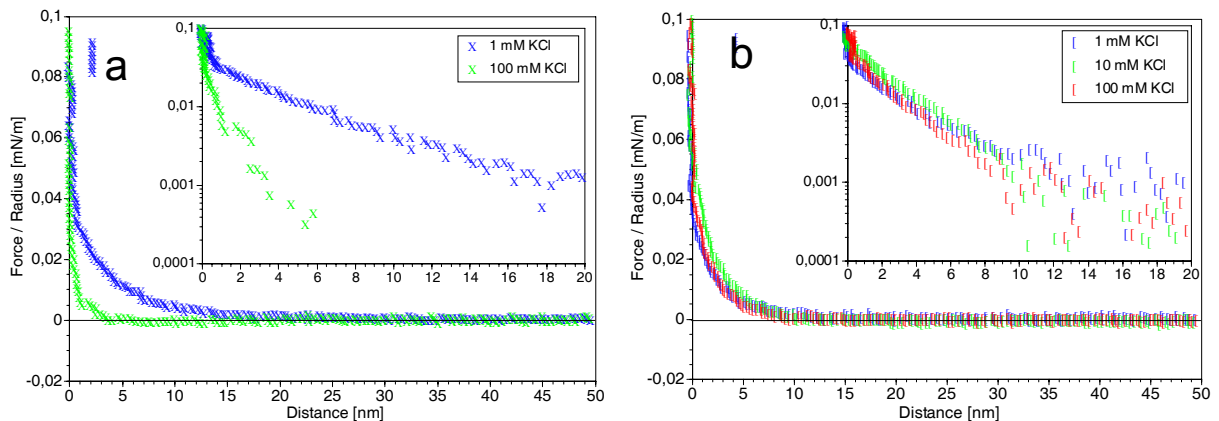 a
0,1
0,08
0,06
0,04
0,02
0
-0,02
Force / Radius [mN/m]
0 5 10 15 20 25 30 35 40 45 50
Distance [nm]
0,1
0,01
0,001
0,0001
0 2 4 6 8 10 12 14 16 18 20
X 1 mM KCl
X 100 mM KCl
b
0,1
0,08
0,06
0,04
0,02
0
-0,02
Force / Radius [mN/m]
0 5 10 15 20 25 30 35 40 45 50
Distance [nm]
0,1
0,01
0,001
0,0001
0 2 4 6 8 10 12 14 16 18 20
[ 1 mM KCl
[ 10 mM KCl
[ 100 mM KCl